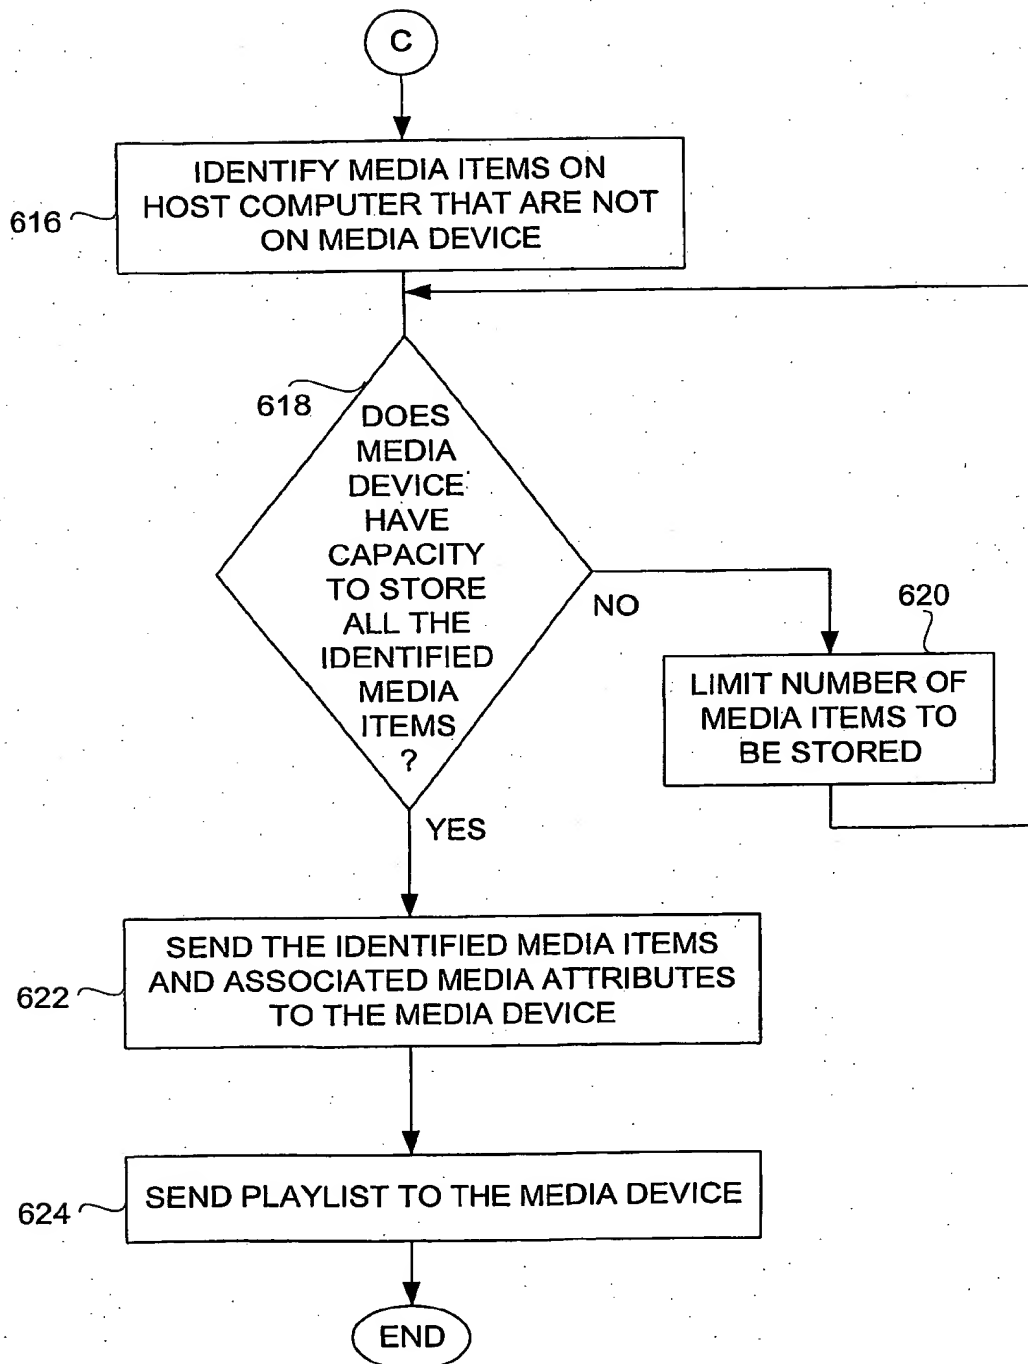 C
IDENTIFY MEDIA ITEMS ON
HOST COMPUTER THAT ARE NOT
ON MEDIA DEVICE
616
618
DOES
MEDIA
DEVICE
HAVE
CAPACITY
TO STORE
ALL THE
IDENTIFIED
MEDIA
ITEMS
?
NO
620
LIMIT NUMBER OF
MEDIA ITEMS TO
BE STORED
YES
SEND THE IDENTIFIED MEDIA ITEMS
AND ASSOCIATED MEDIA ATTRIBUTES
TO THE MEDIA DEVICE
622
SEND PLAYLIST TO THE MEDIA DEVICE
624
END